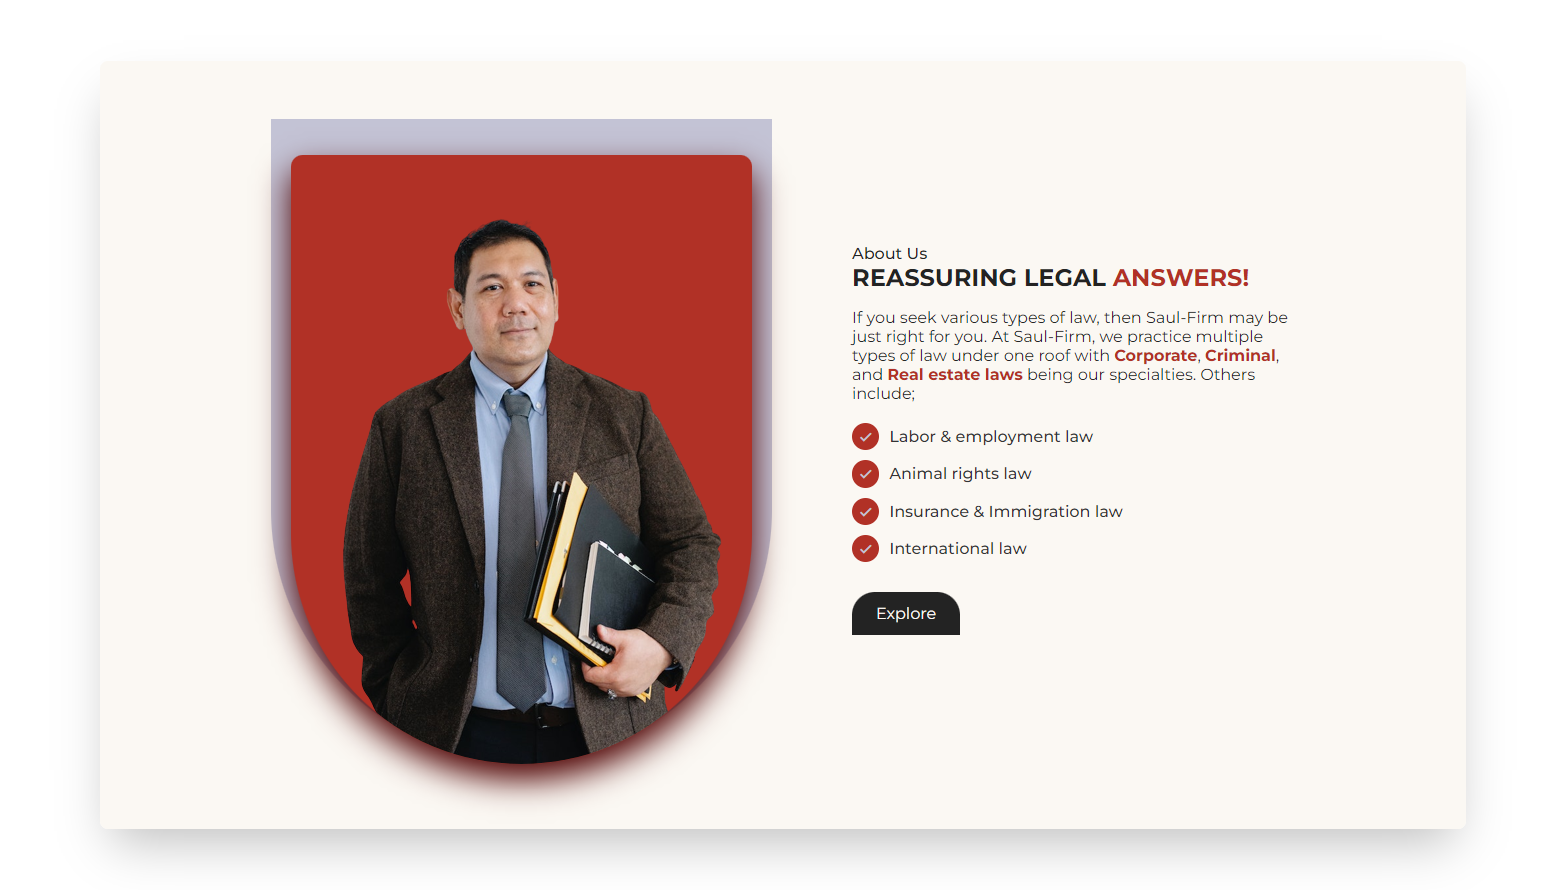 About Us
REASSURING LEGAL ANSWERS!
If you seek various types of law, then Saul-Firm may be
just right for you. At Saul-Firm, we practice multiple
types of law under one roof with Corporate, Criminal,
and Real estate laws being our specialties. Others
include;
Labor & employment law
Animal rights law
Insurance & Immigration law
International law
Explore